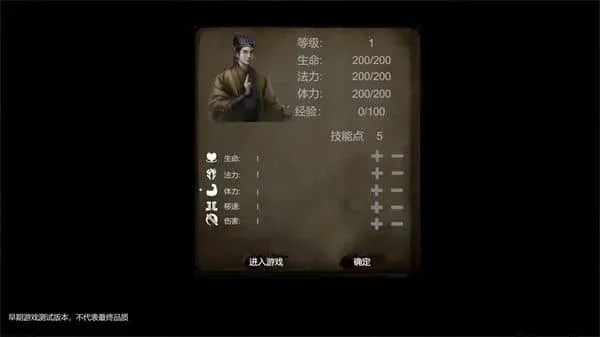 等级: 1
生命: 200/200
法力: 200/200
体力: 200/200
经验: 0/100
技能点 5
生命:
法力:
体力:
移速:
伤害:
进入游戏 确定
早期游戏测试版本，不代表最终品质